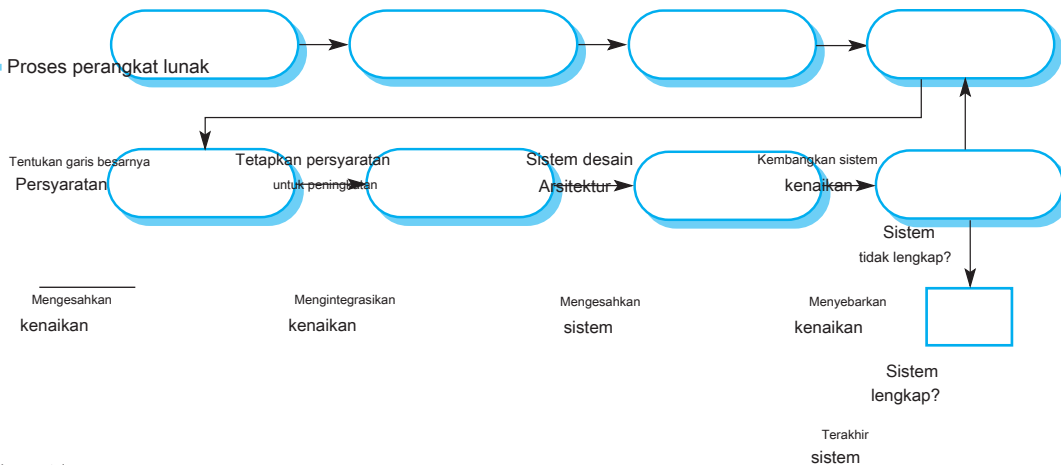 Proses perangkat lunak
Tentukan garis besarnya
Persyaratan
Tetapkan persyaratan
untuk peningkatan
Sistem desain
Arsitektur
Kembangkan sistem
kenaikan
Sistem
tidak lengkap?
Mengesahkan
kenaikan
Mengintegrasikan
kenaikan
Mengesahkan
sistem
Menyebarkan
kenaikan
Sistem
lengkap?
Terakhir
sistem